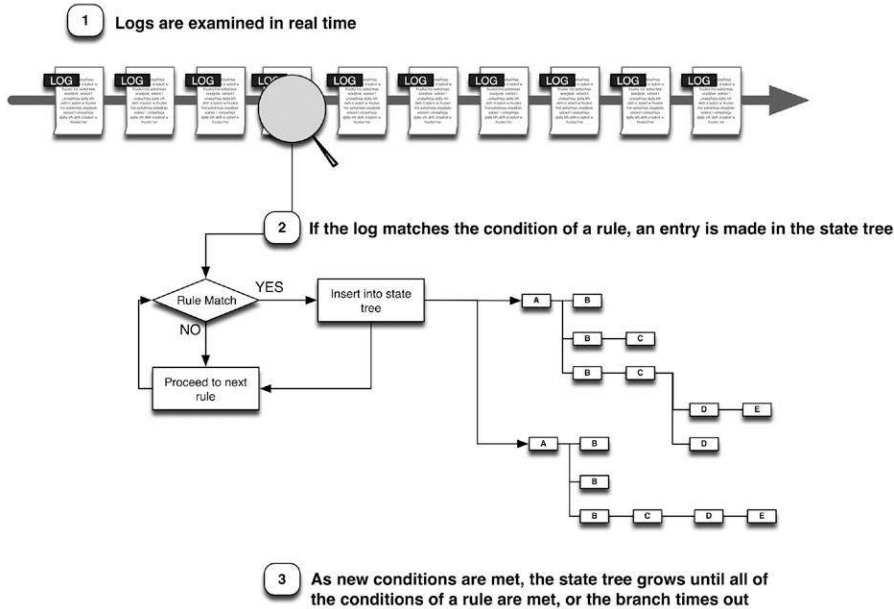 1
Logs are examined in real time
LOG LOG LOG LOG LOG LOG LOG LOG LOG LOG
2
If the log matches the condition of a rule, an entry is made in the state tree
Rule Match
YES
Insert into state
tree
NO
Proceed to next
rule
A B
B C
B C
D E
D
A B
B
B C D E
3
As new conditions are met, the state tree grows until all of
the conditions of a rule are met, or the branch times out